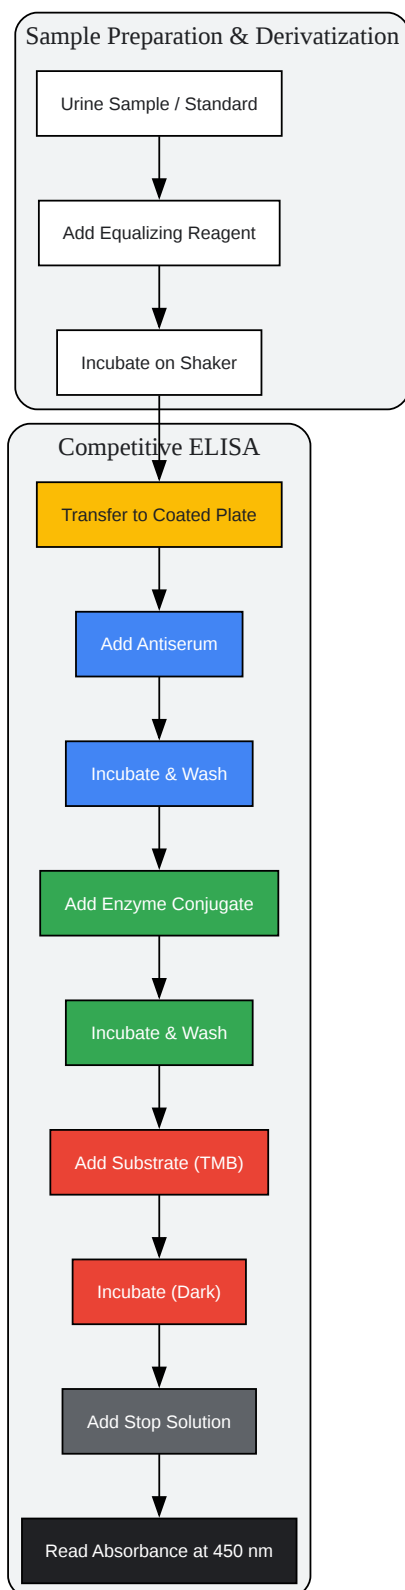 Sample Preparation & Derivatization
Urine Sample / Standard
Add Equalizing Reagent
Incubate on Shaker
Competitive ELISA
Transfer to Coated Plate
Add Antiserum
Incubate & Wash
Add Enzyme Conjugate
Incubate & Wash
Add Substrate (TMB)
Incubate (Dark)
Add Stop Solution
Read Absorbance at 450 nm